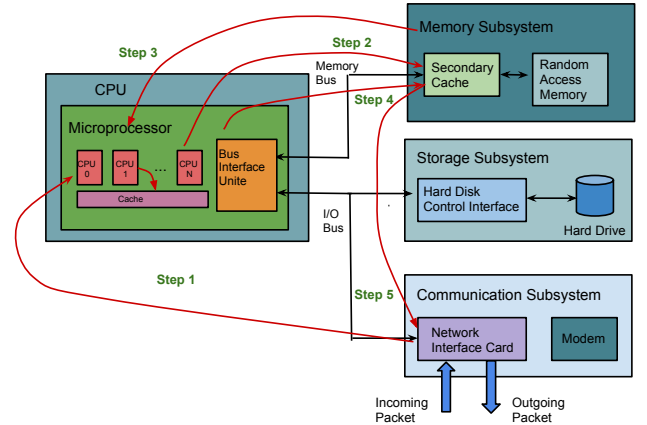 Memory Subsystem
Step 3
Step 2
Memory
Bus
Secondary
Cache
Random
Access
Memory
CPU
Step 4
Microprocessor
Bus
Interface
Unite
CPU
0
CPU
1
...
CPU
N
Cache
Storage Subsystem
Hard Disk
Control Interface
Hard Drive
I/O
Bus
Step 1
Step 5
Communication Subsystem
Network
Interface Card
Modem
Incoming
Packet
Outgoing
Packet